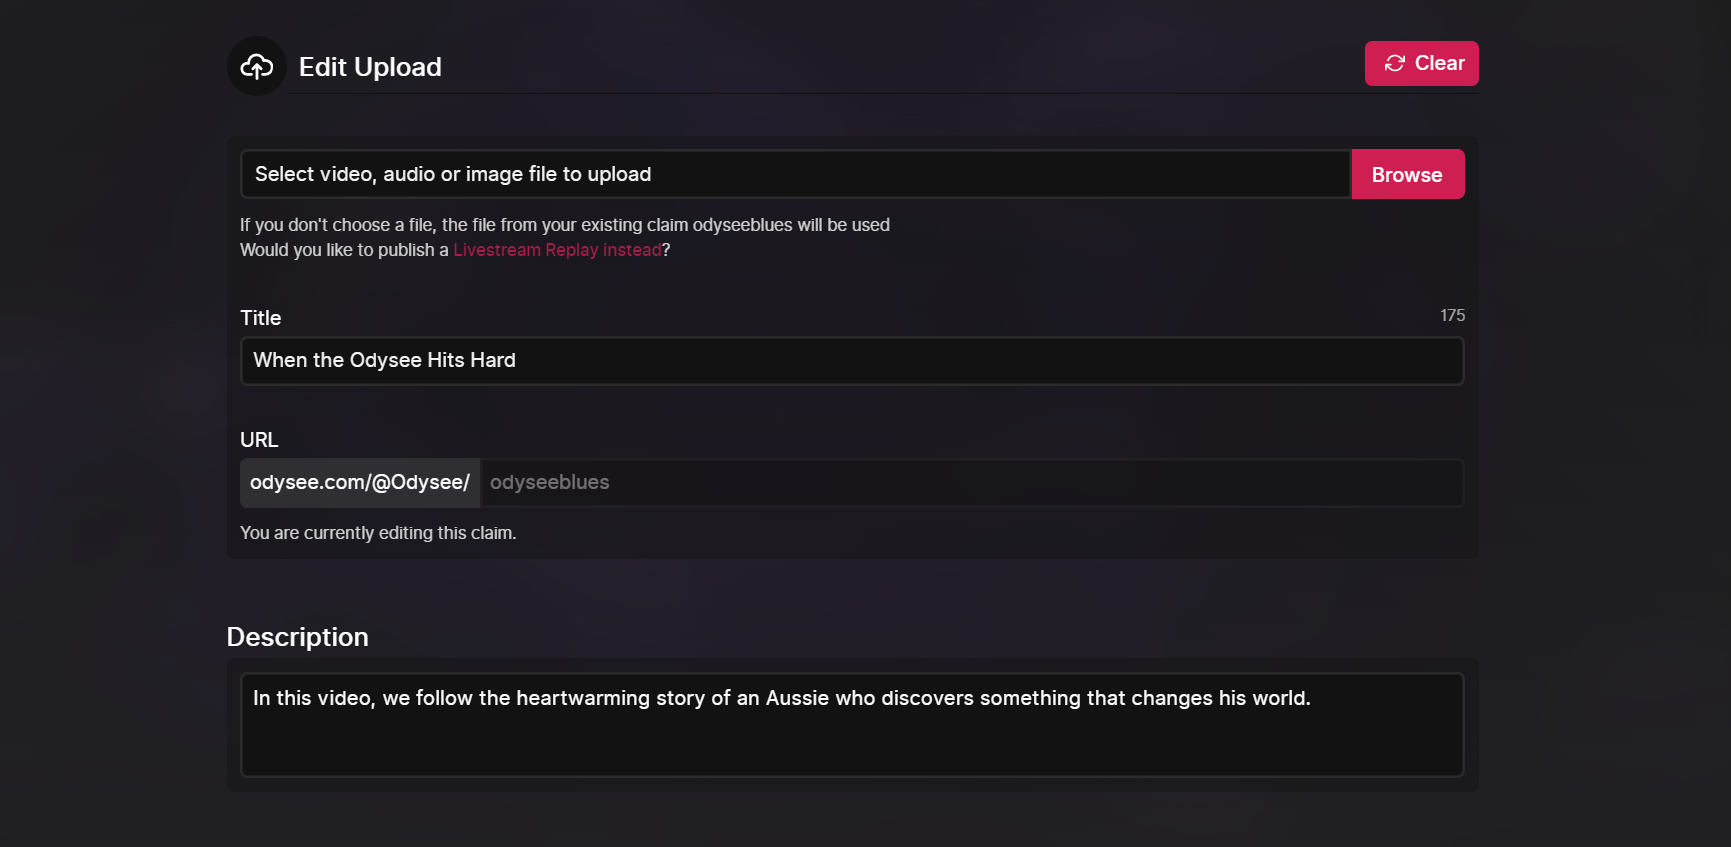 Edit Upload
Clear
Select video, audio or image file to upload
Browse
If you don't choose a file, the file from your existing claim odyseeblues will be used
Would you like to publish a Livestream Replay instead?
Title
175
When the Odysee Hits Hard
URL
odysee.com/@Odysee/
odyseeblues
You are currently editing this claim.
Description
In this video, we follow the heartwarming story of an Aussie who discovers something that changes his world.